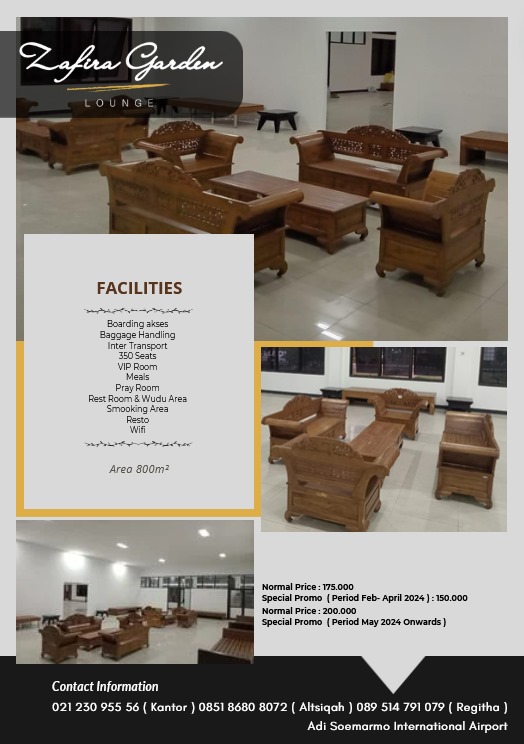 Zafira Garden
LOUNGE
FACILITIES
Boarding akses
Baggage Handling
Inter Transport
350 Seats
VIP Room
Meals
Pray Room
Rest Room & Wudu Area
Smooking Area
Resto
Wifi
Area 800m²
Normal Price : 175.000
Special Promo ( Period Feb- April 2024 ) : 150.000
Normal Price : 200.000
Special Promo ( Period May 2024 Onwards )
Contact Information
021 230 955 56 ( Kantor ) 0851 8680 8072 ( Altsiqah ) 089 514 791 079 ( Regitha )
Adi Soemarmo International Airport